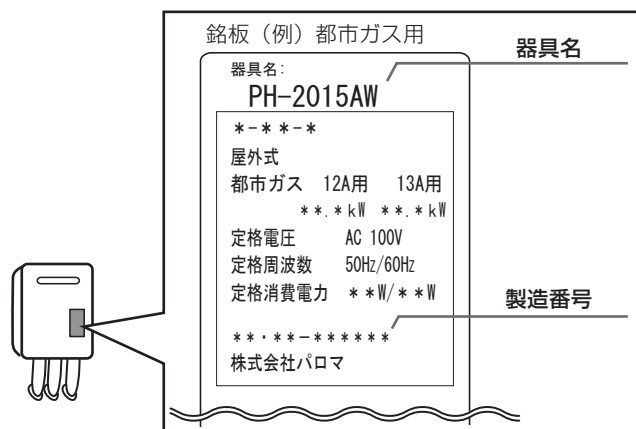 銘板（例）都市ガス用
器具名
器具名:
PH-2015AW
*-**-*
屋外式
都市ガス 12A用 13A用
**.*kW **.*kW
定格電圧 AC 100V
定格周波数 50Hz/60Hz
定格消費電力 **W/**W
製造番号
**・**-******
株式会社パロマ